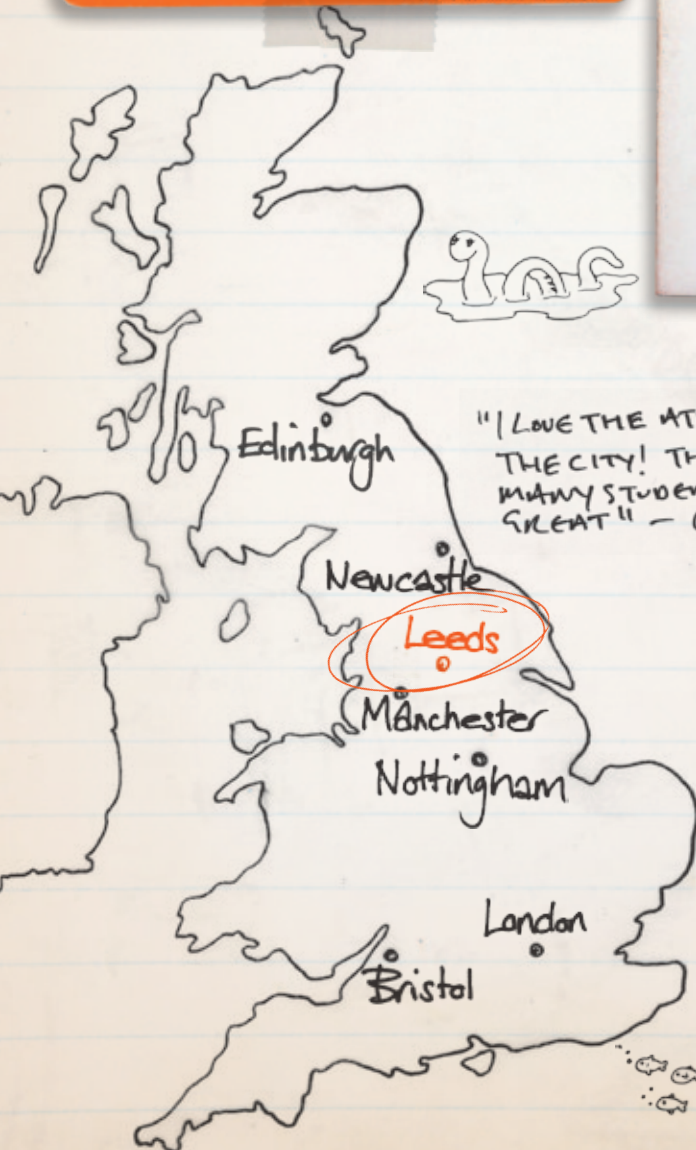 Edinburgh
"I LOVE THE
THE CITY!
MANY
GREAT" –
Newcastle
Leeds
Manchester
Nottingham
London
Bristol